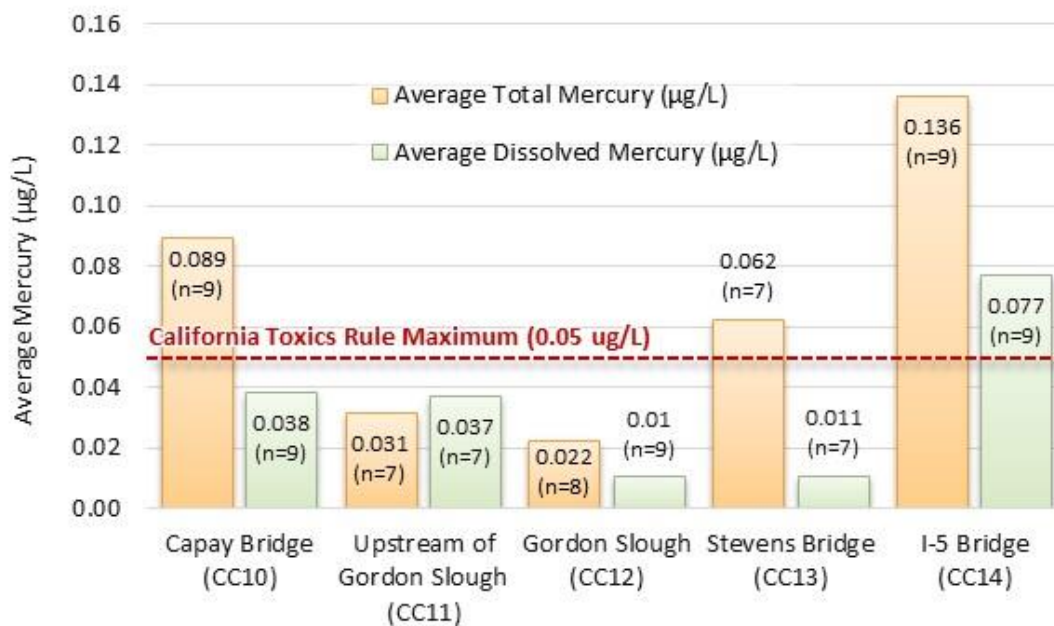 Average Mercury (µg/L)
0.16
0.14
0.12
0.10
0.08
0.06
0.04
0.02
0.00
Average Total Mercury (µg/L)
Average Dissolved Mercury (µg/L)
California Toxics Rule Maximum (0.05 ug/L)
0.089
(n=9)
0.038
(n=9)
0.031
(n=7)
0.037
(n=7)
0.022
(n=8)
0.01
(n=9)
0.062
(n=7)
0.011
(n=7)
0.136
(n=9)
0.077
(n=9)
Capay Bridge
(CC10)
Upstream of
Gordon Slough
(CC11)
Gordon Slough
(CC12)
Stevens Bridge
(CC13)
I-5 Bridge
(CC14)